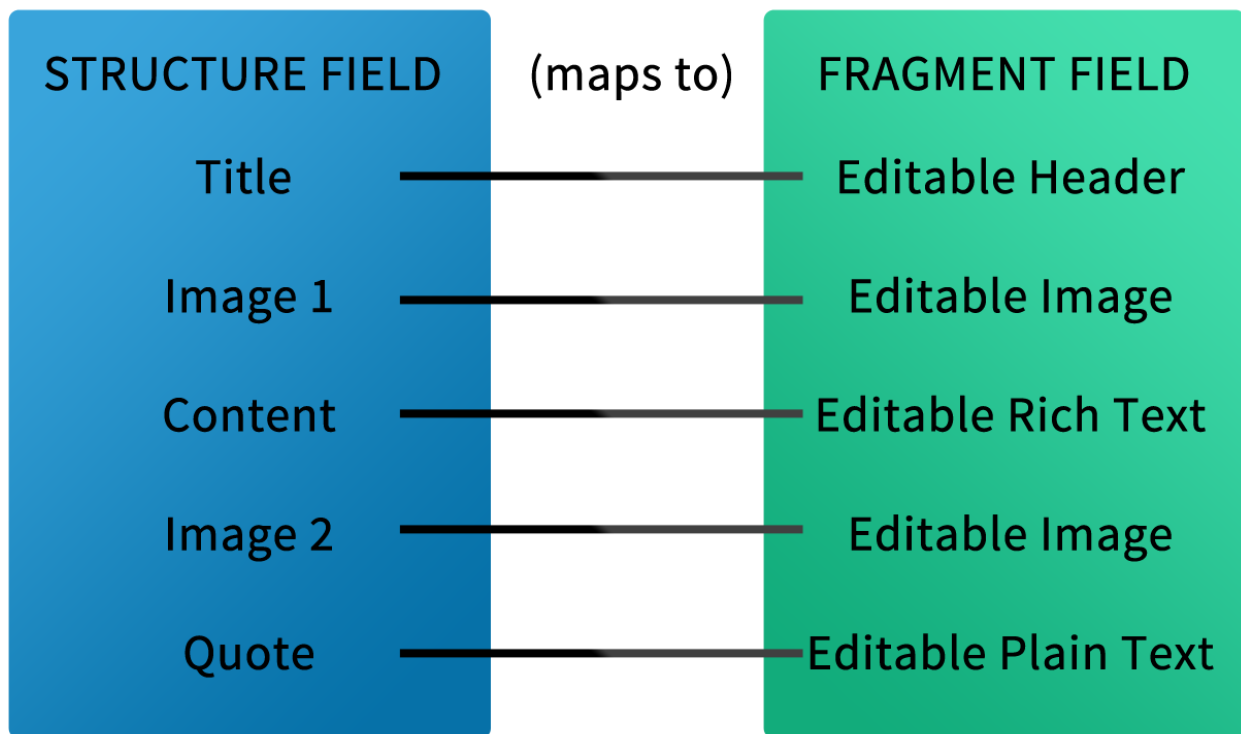 STRUCTURE FIELD (maps to) FRAGMENT FIELD
Title Editable Header
Image 1 Editable Image
Content Editable Rich Text
Image 2 Editable Image
Quote Editable Plain Text